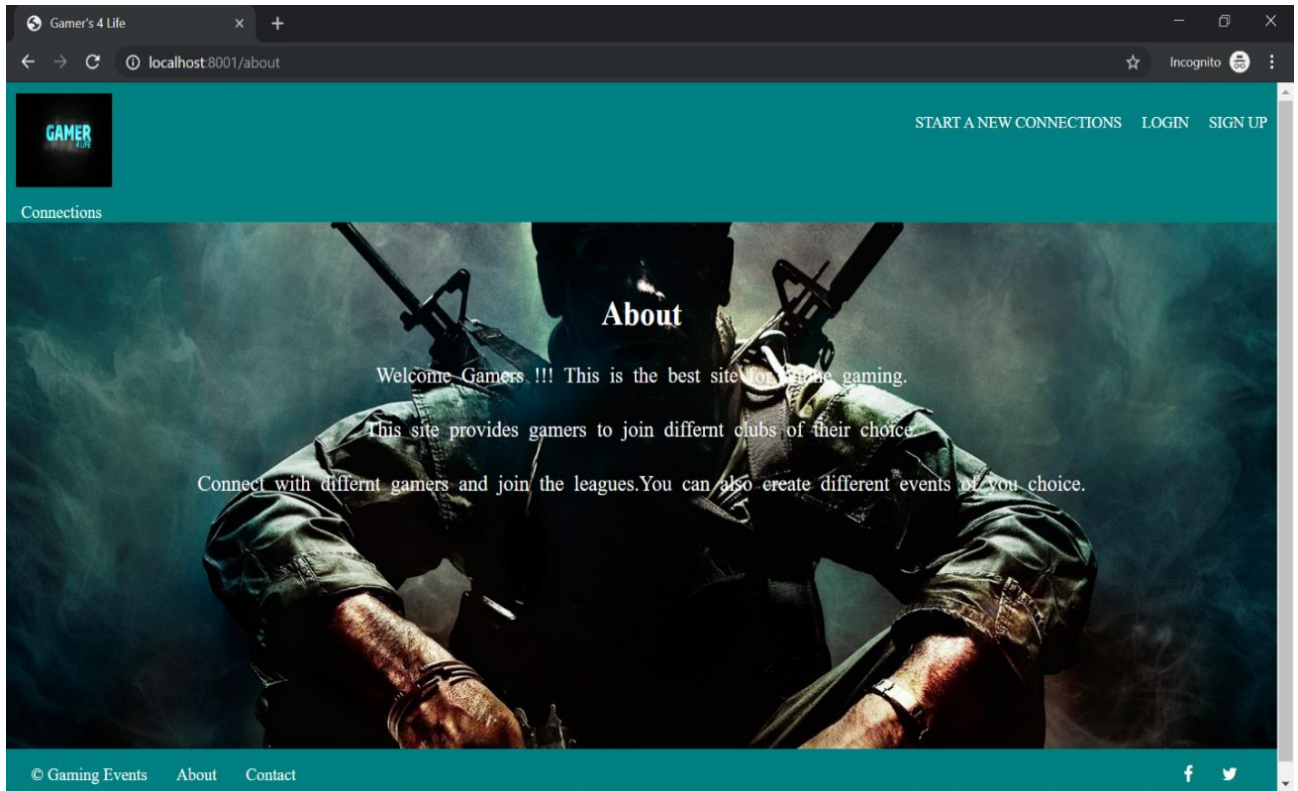 Gamer's 4 Life
localhost:8001/about
Incognito
GAMER
4 LIFE
START A NEW CONNECTIONS LOGIN SIGN UP
Connections
About
Welcome Gamers !!! This is the best site for online gaming.
This site provides gamers to join differnt clubs of their choice.
Connect with differnt gamers and join the leagues.You can also create different events of you choice.
© Gaming Events About Contact